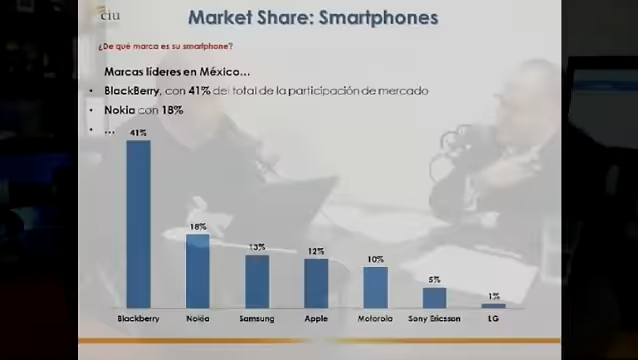 ciu
Market Share: Smartphones
¿De qué marca es su smartphone?
Marcas líderes en México...
• BlackBerry, con 41% del total de la participación de mercado
• Nokia con 18%
• ...
41%
18%
13%
12%
10%
5%
1%
Blackberry Nokia Samsung Apple Motorola Sony Ericsson LG